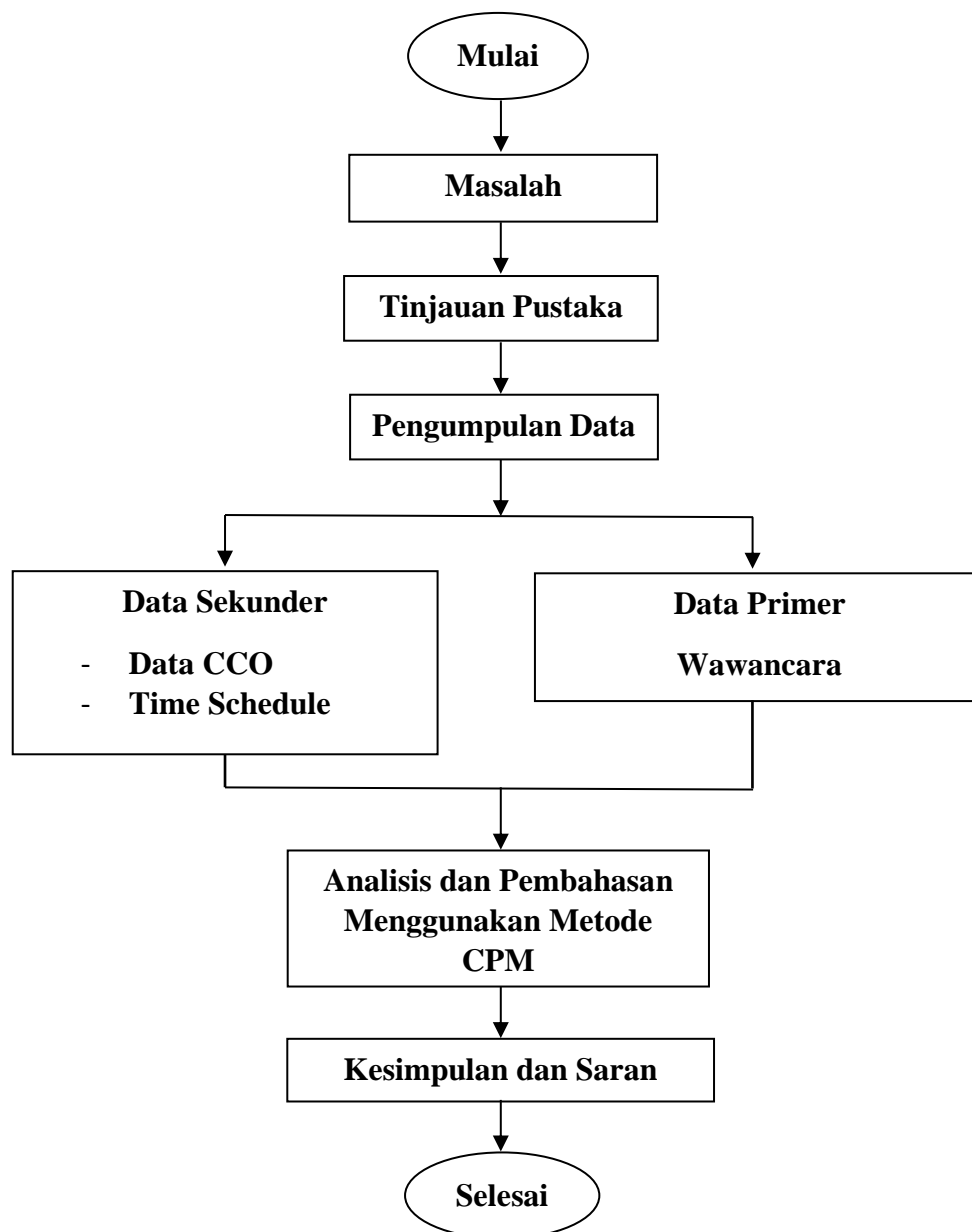 Mulai
Masalah
Tinjauan Pustaka
Pengumpulan Data
Data Sekunder
- Data CCO
- Time Schedule
Data Primer
Wawancara
Analisis dan Pembahasan
Menggunakan Metode
CPM
Kesimpulan dan Saran
Selesai